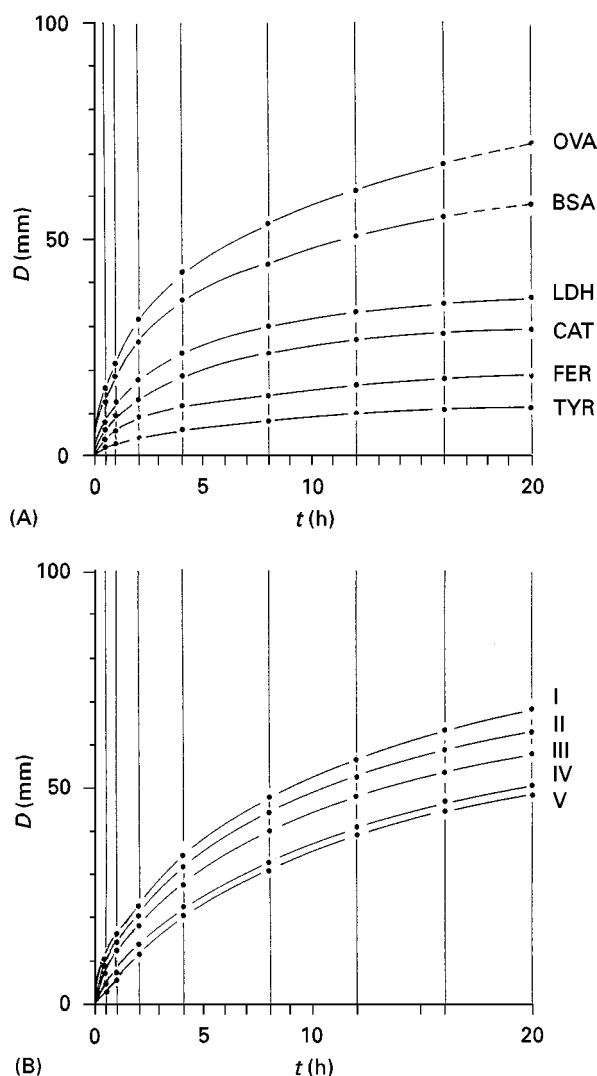 100
50
0
D (mm)
OVA
BSA
LDH
CAT
FER
TYR
0 5 10 15 20
(A)
t (h)
100
50
0
D (mm)
I
II
III
IV
V
0 5 10 15 20
(B)
t (h)